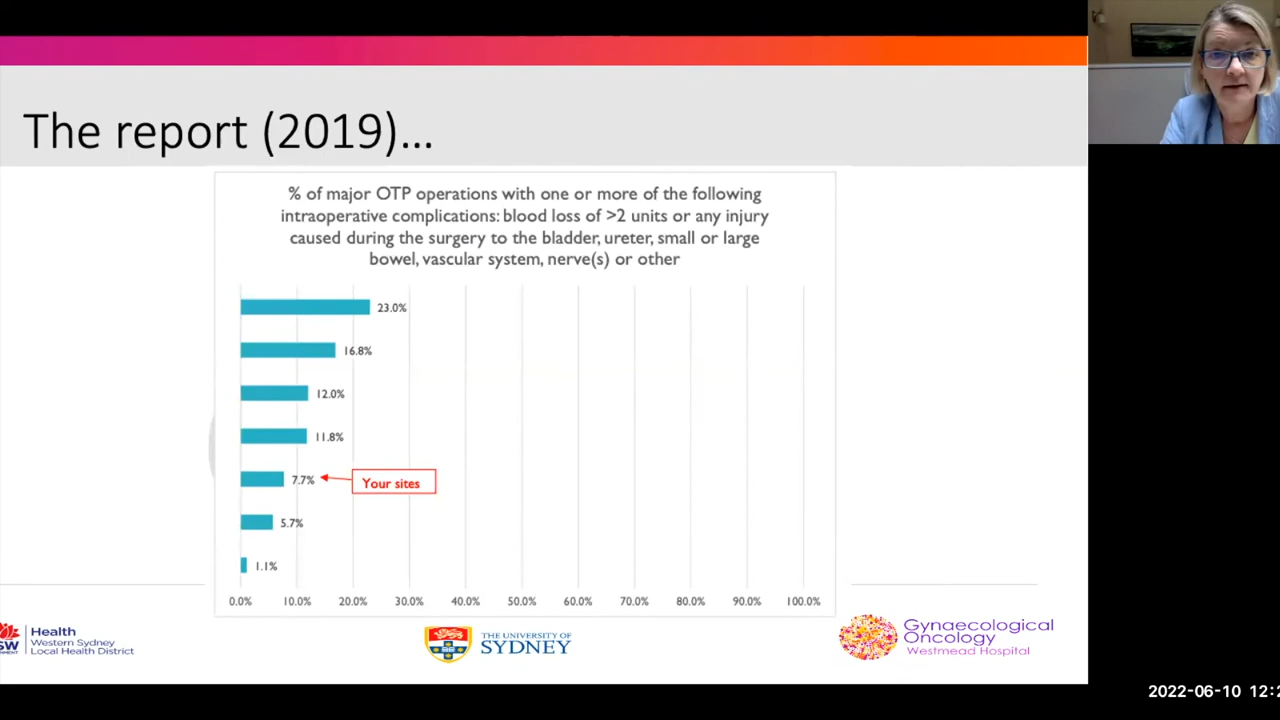 The report (2019)...
% of major OTP operations with one or more of the following
intraoperative complications: blood loss of >2 units or any injury
caused during the surgery to the bladder, ureter, small or large
bowel, vascular system, nerve(s) or other
23.0%
16.8%
12.0%
11.8%
7.7%
Your sites
5.7%
1.1%
0.0% 10.0% 20.0% 30.0% 40.0% 50.0% 60.0% 70.0% 80.0% 90.0% 100.0%
Health
Western Sydney
Local Health District
THE UNIVERSITY OF
SYDNEY
Gynaecological
Oncology
Westmead Hospital
2022-06-10 12:2